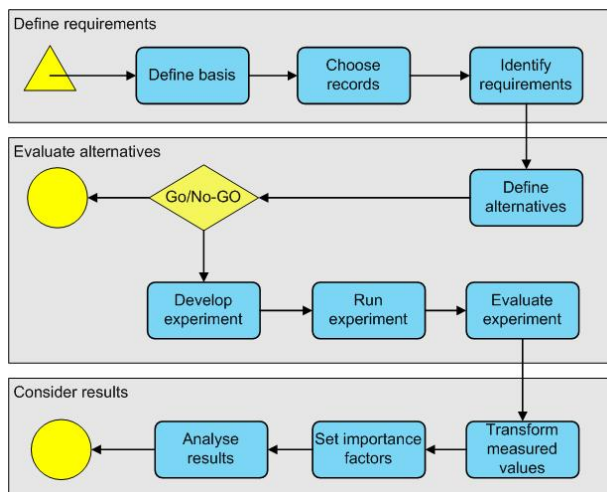 Define requirements
Define basis
Choose
records
Identify
requirements
Evaluate alternatives
Go/No-GO
Define
alternatives
Develop
experiment
Run
experiment
Evaluate
experiment
Consider results
Analyse
results
Set importance
factors
Transform
measured
values